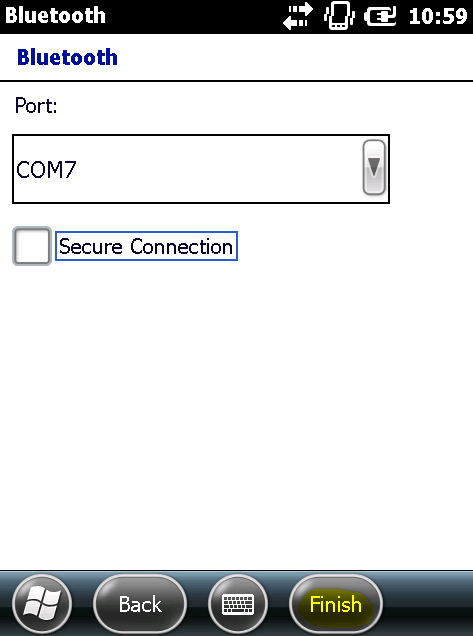 Bluetooth 10:59
Bluetooth
Port:
COM7
Secure Connection
Back Finish